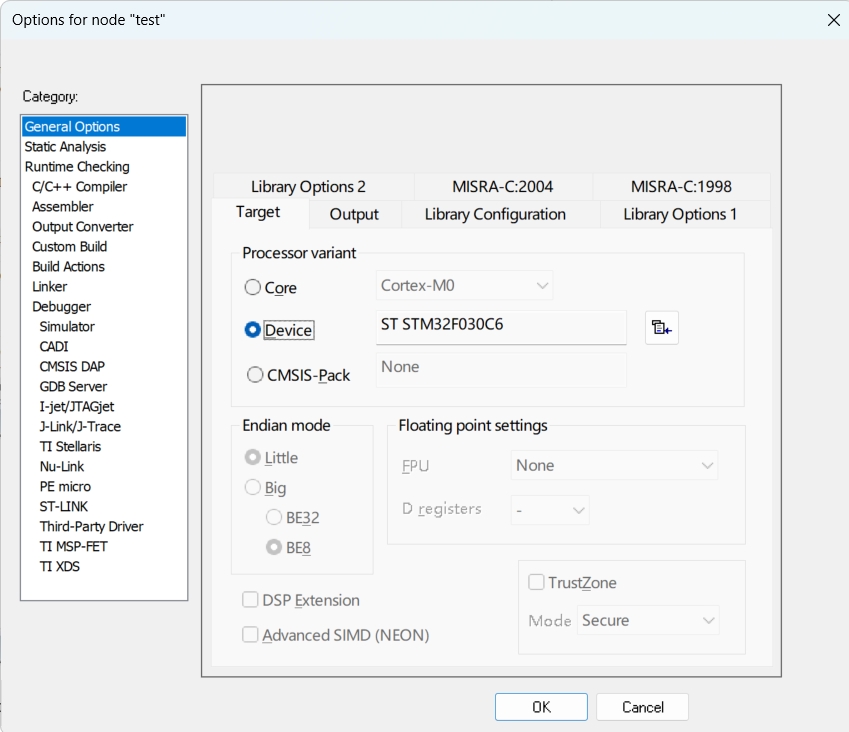 Options for node "test"
Category:
General Options
Static Analysis
Runtime Checking
C/C++ Compiler
Assembler
Output Converter
Custom Build
Build Actions
Linker
Debugger
Simulator
CADI
CMSIS DAP
GDB Server
I-jet/JTAGjet
J-Link/J-Trace
TI Stellaris
Nu-Link
PE micro
ST-LINK
Third-Party Driver
TI MSP-FET
TI XDS
Library Options 2 MISRA-C:2004 MISRA-C:1998
Target Output Library Configuration Library Options 1
Processor variant
Core Cortex-M0
Device ST STM32F030C6
CMSIS-Pack None
Endian mode
Little
Big
BE32
BE8
Floating point settings
FPU None
D registers -
DSP Extension
Advanced SIMD (NEON)
TrustZone
Mode Secure
OK Cancel